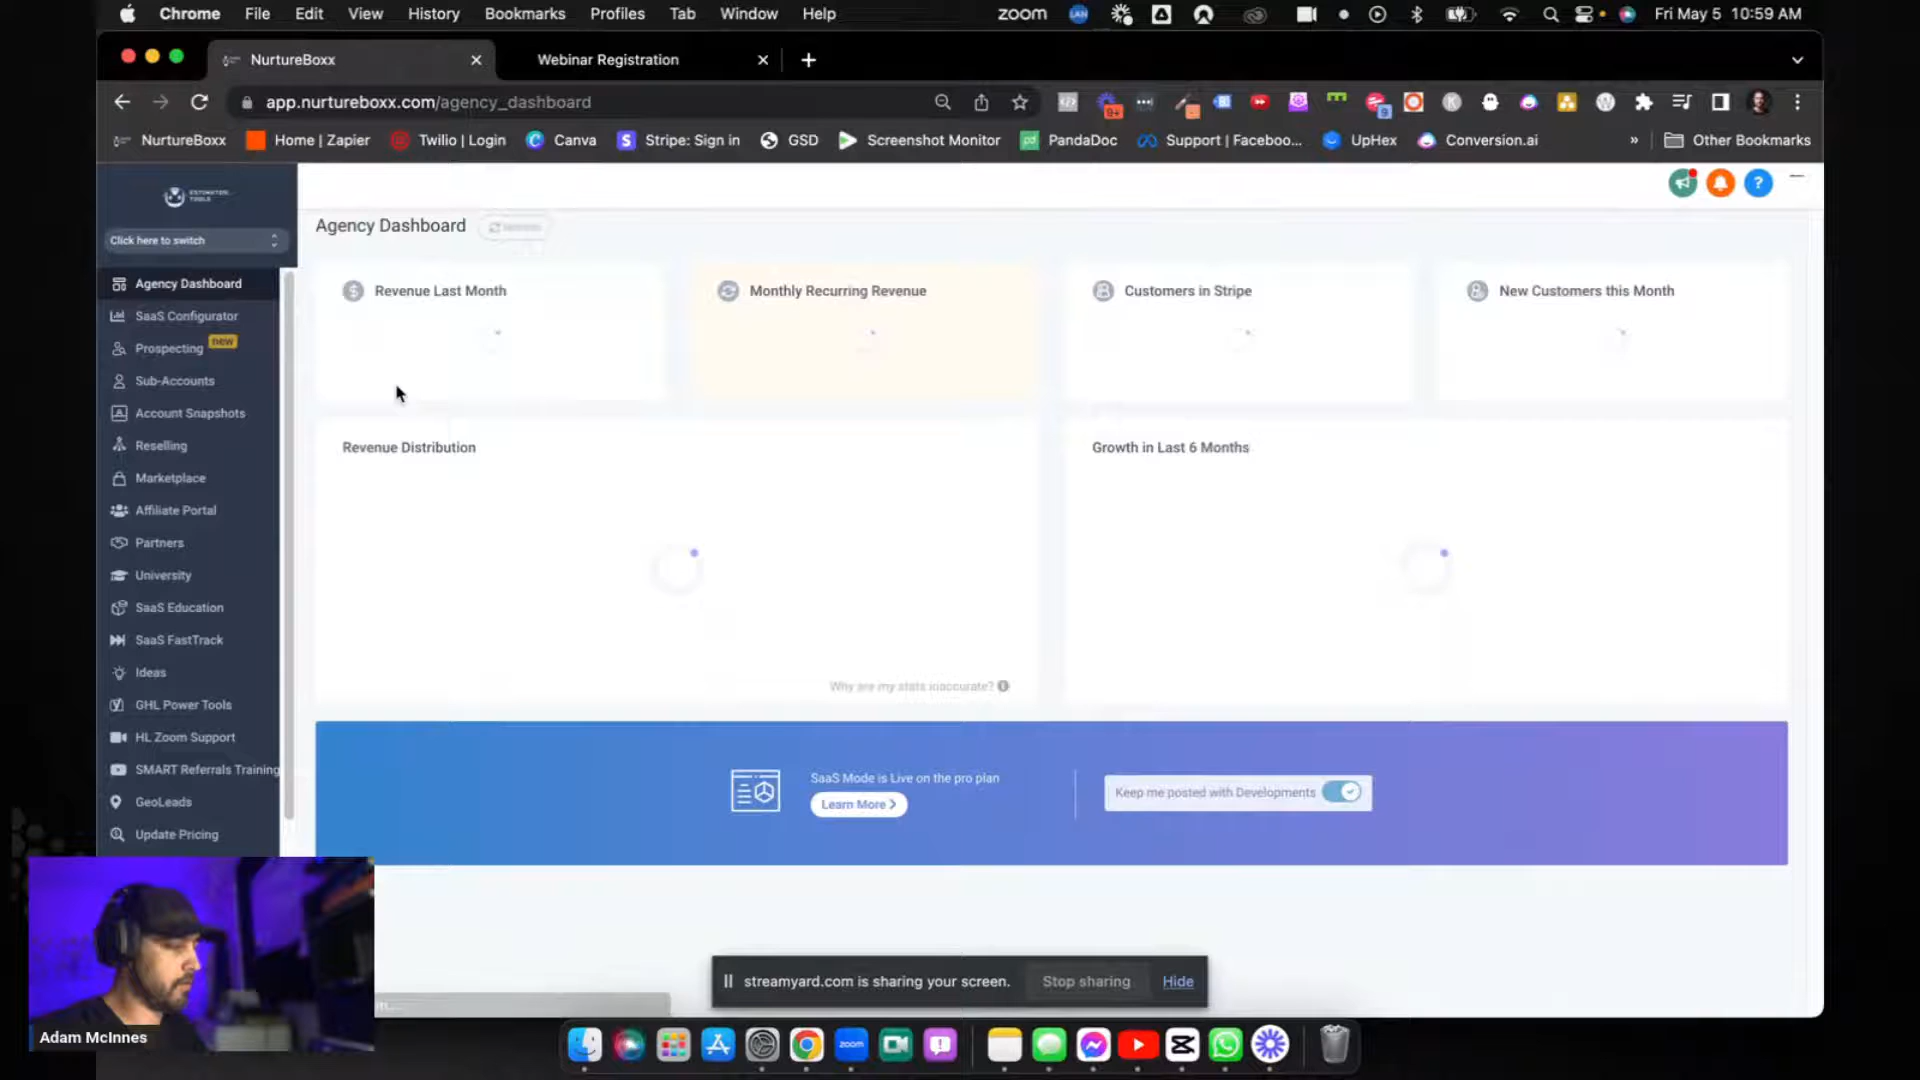 Chrome File Edit View History Bookmarks Profiles Tab Window Help
zoom LAN Fri May 5 10:59 AM
NurtureBoxx
Webinar Registration
app.nurtureboxx.com/agency_dashboard
NurtureBoxx Home | Zapier Twilio | Login Canva Stripe: Sign in GSD Screenshot Monitor PandaDoc Support | Faceboo... UpHex Conversion.ai » Other Bookmarks
TOOLS
Click here to switch
Agency Dashboard
SaaS Configurator
Prospecting new
Sub-Accounts
Account Snapshots
Reselling
Marketplace
Affiliate Portal
Partners
University
SaaS Education
SaaS FastTrack
Ideas
GHL Power Tools
HL Zoom Support
SMART Referrals Training
GeoLeads
Update Pricing
Agency Dashboard
Revenue Last Month
Monthly Recurring Revenue
Customers in Stripe
New Customers this Month
Revenue Distribution
Growth in Last 6 Months
Why are my stats inaccurate?
SaaS Mode is Live on the pro plan
Learn More >
Keep me posted with Developments
streamyard.com is sharing your screen. Stop sharing Hide
Adam McInnes
zoom